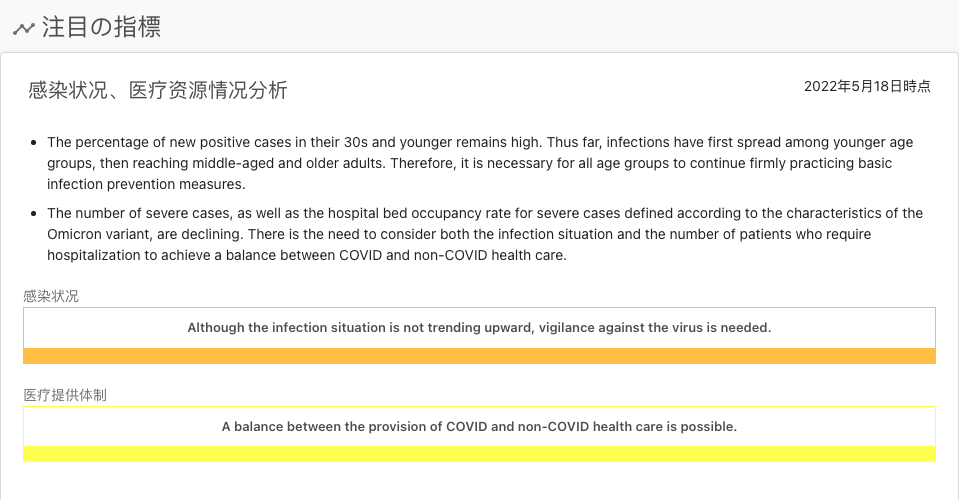 注目の指標
感染状况、医疗资源情况分析
2022年5月18日時点
The percentage of new positive cases in their 30s and younger remains high. Thus far, infections have first spread among younger age
groups, then reaching middle-aged and older adults. Therefore, it is necessary for all age groups to continue firmly practicing basic
infection prevention measures.
The number of severe cases, as well as the hospital bed occupancy rate for severe cases defined according to the characteristics of the
Omicron variant, are declining. There is the need to consider both the infection situation and the number of patients who require
hospitalization to achieve a balance between COVID and non-COVID health care.
感染状况
Although the infection situation is not trending upward, vigilance against the virus is needed.
医疗提供体制
A balance between the provision of COVID and non-COVID health care is possible.